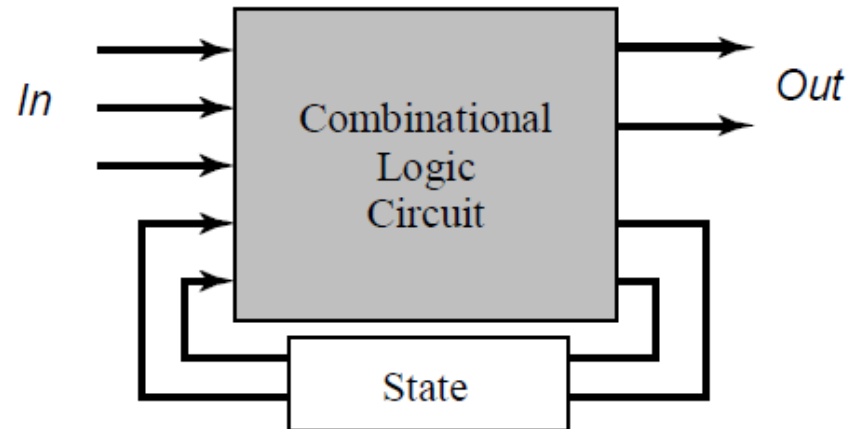 In
Combinational
Logic
Circuit
Out
State